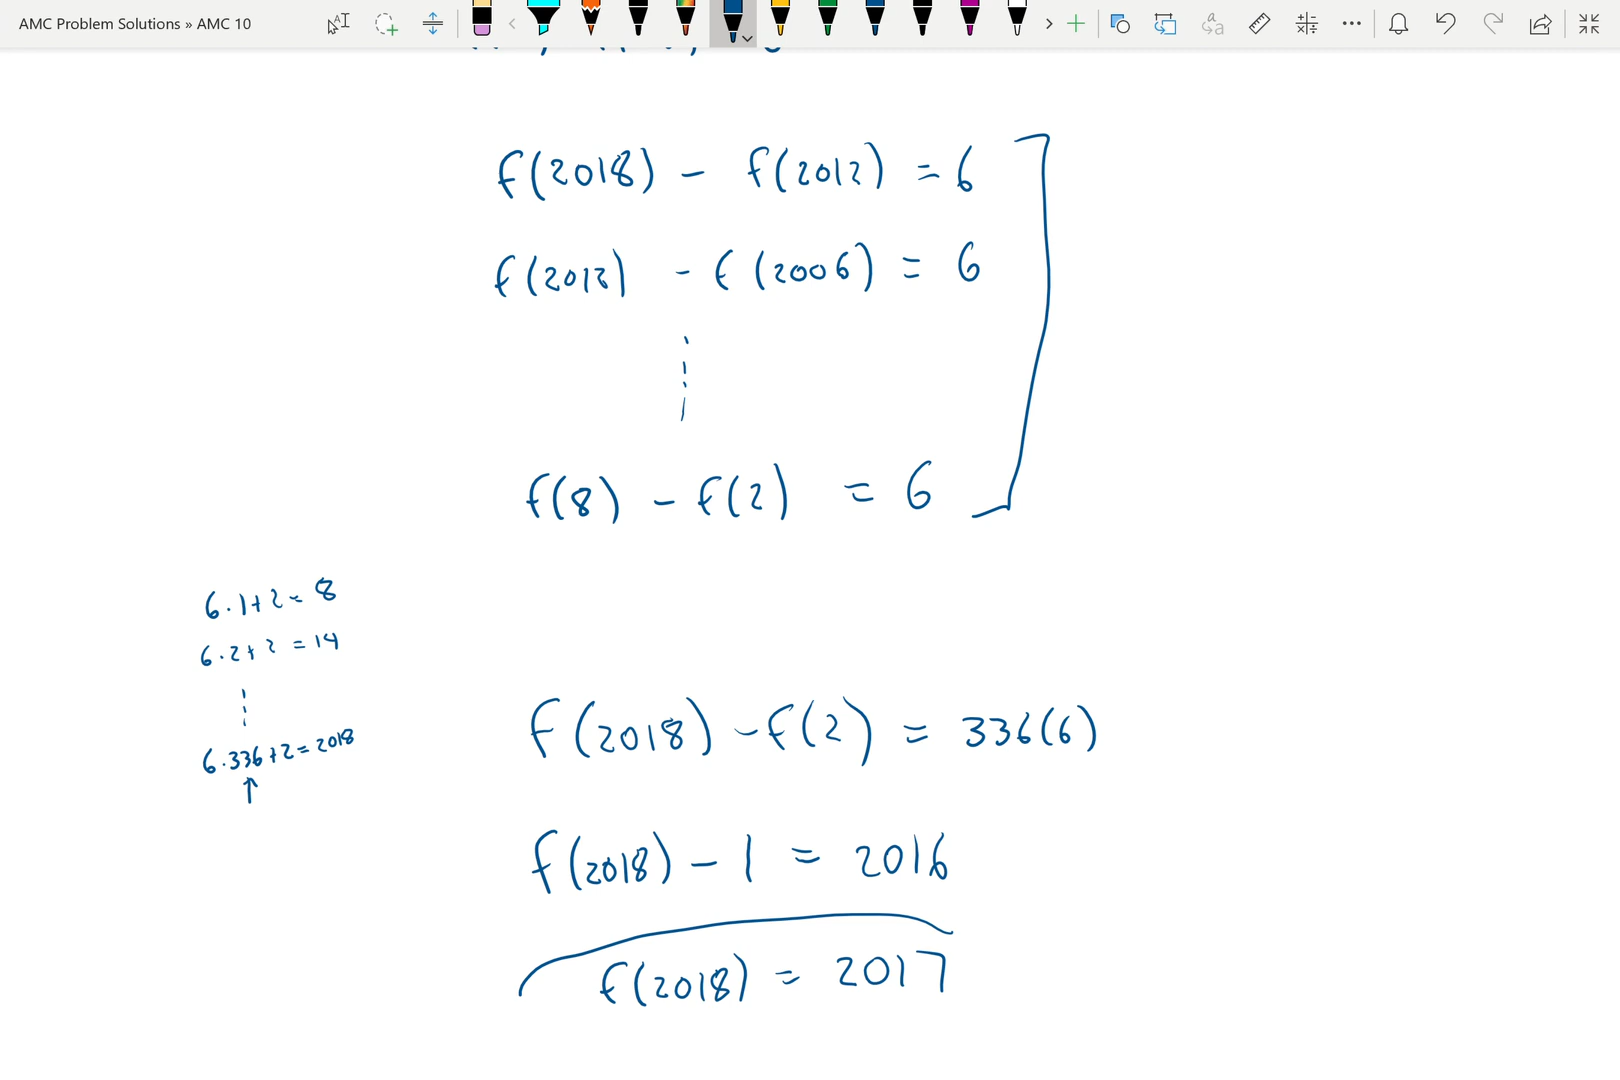 AMC Problem Solutions » AMC 10
f(2018) - f(2012) = 6
f(2012) - f(2006) = 6
f(8) - f(2) = 6
6·1+2=8
6·2+2=14
6·336+2=2018
f(2018) - f(2) = 336(6)
f(2018) - 1 = 2016
f(2018) = 2017